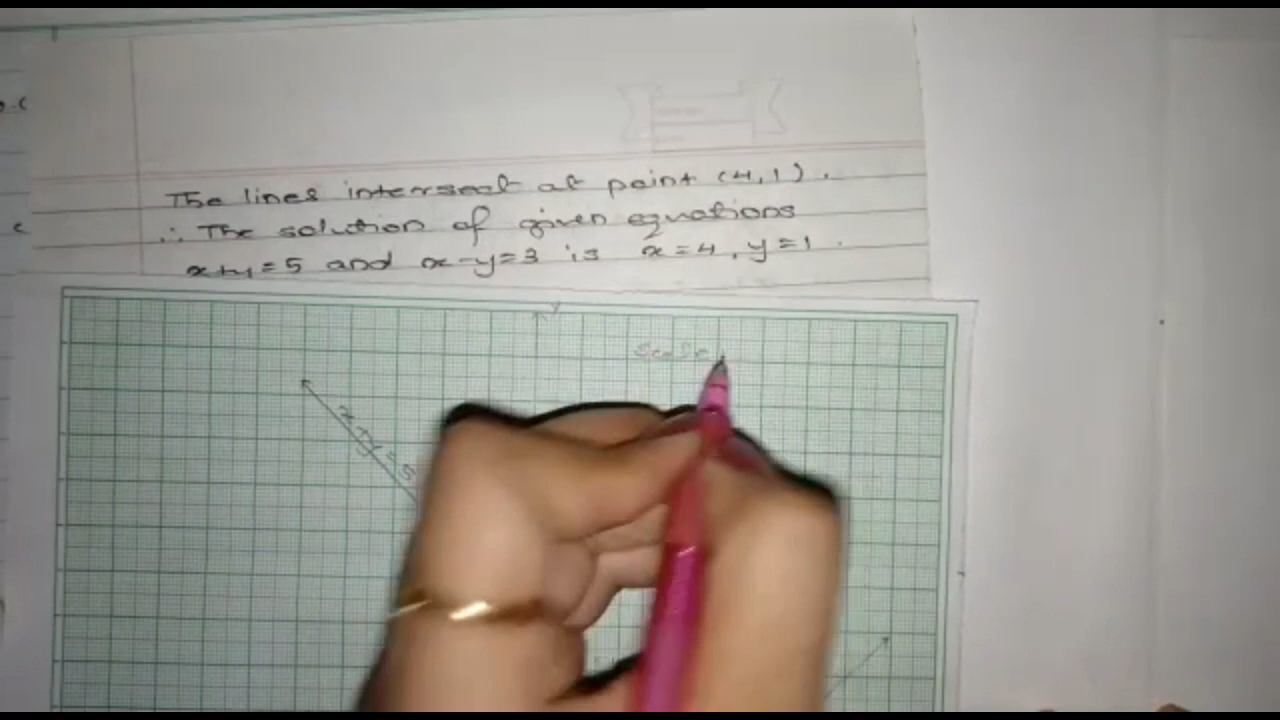 The lines intersect at point (4,1).
∴ The solution of given equations
x+y=5 and x-y=3 is x=4, y=1.
Y
Scale
x+y=5